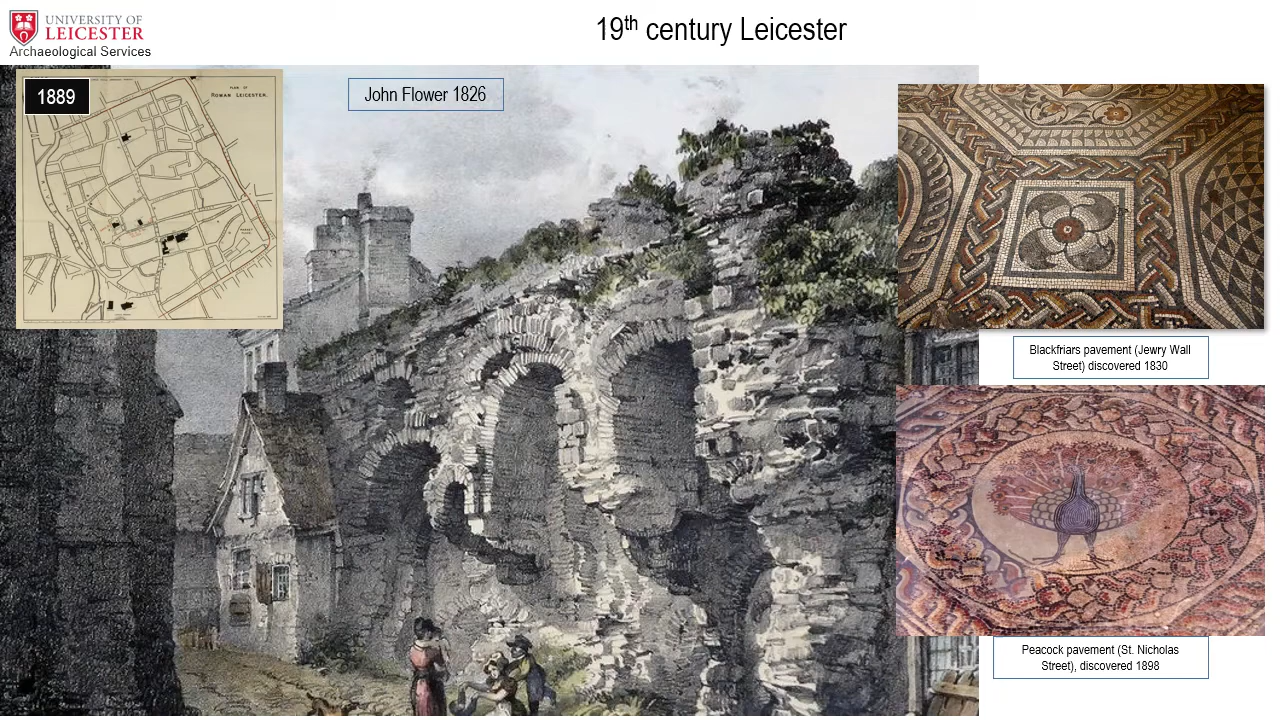 UNIVERSITY OF
LEICESTER
Archaeological Services
19th century Leicester
1889
PLAN OF
ROMAN LEICESTER.
John Flower 1826
Blackfriars pavement (Jewry Wall
Street) discovered 1830
Peacock pavement (St. Nicholas
Street), discovered 1898